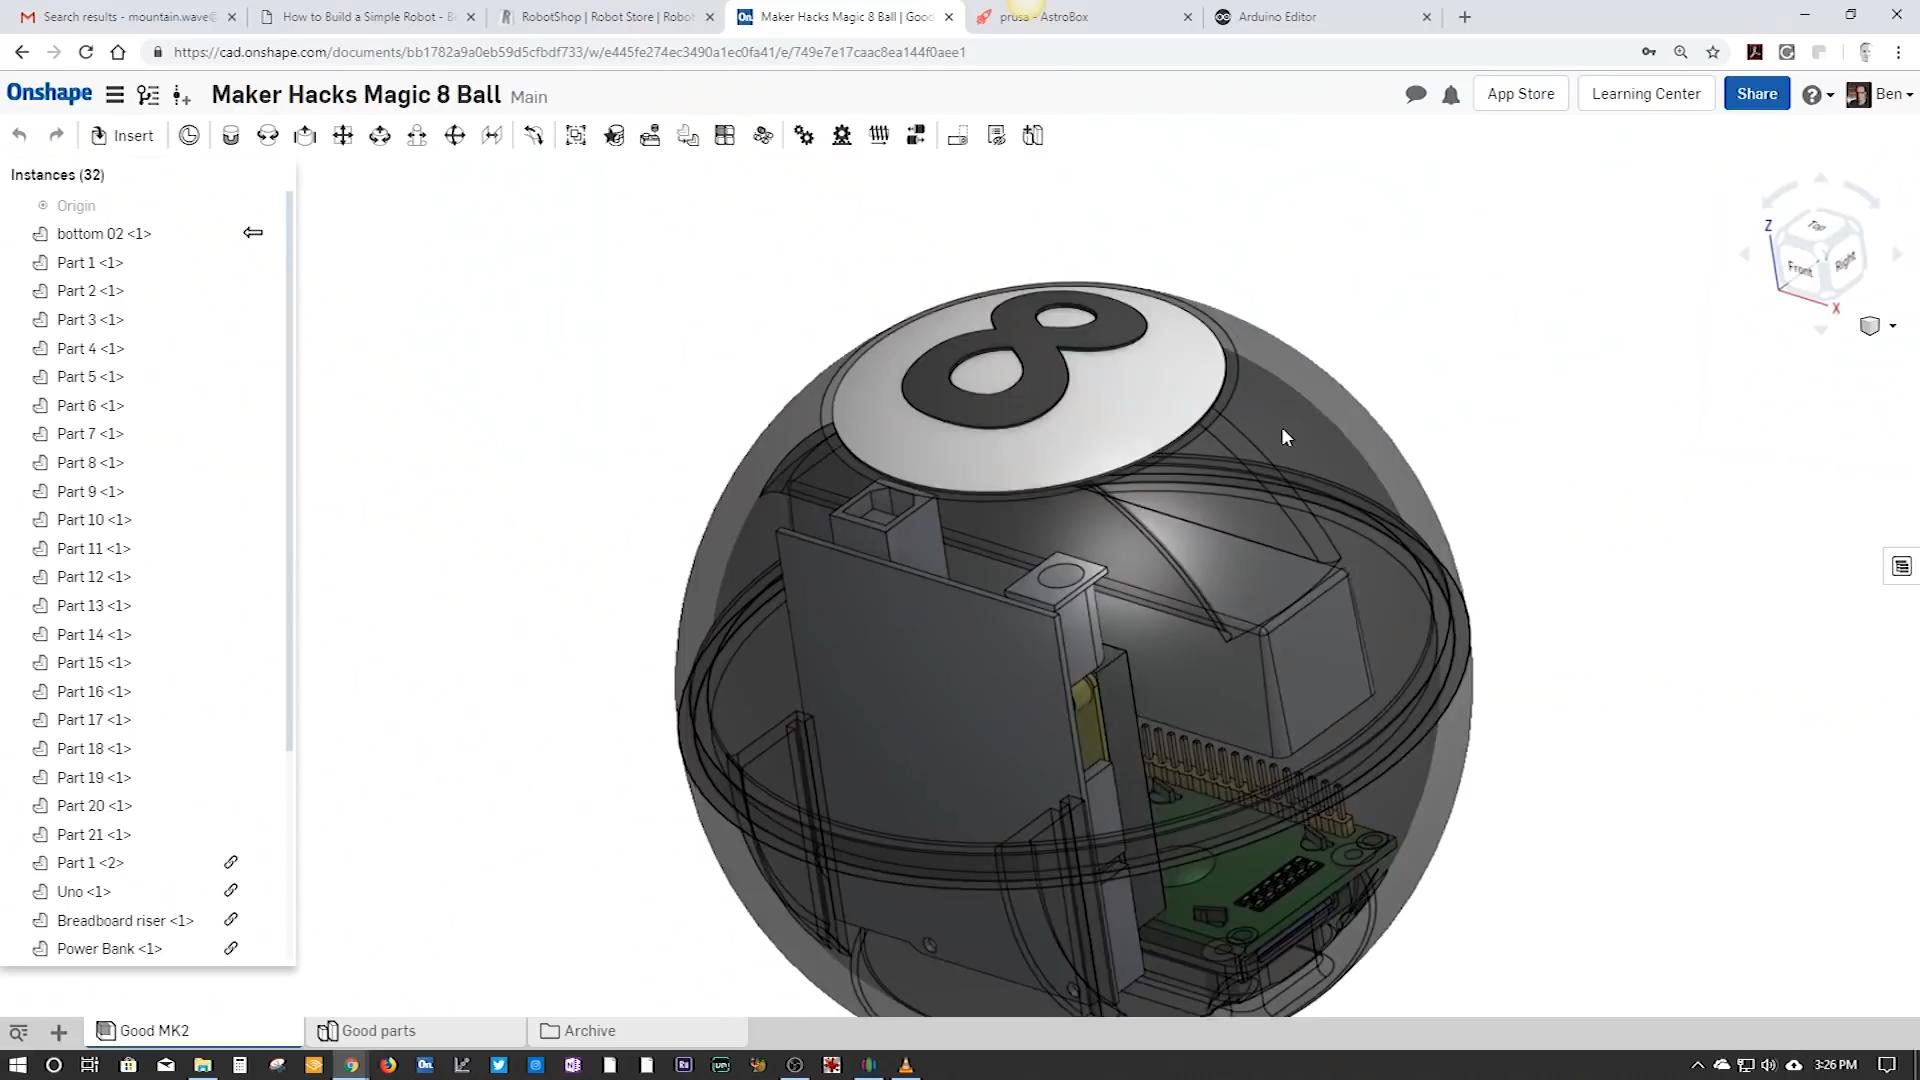 Search results - mountain.wave@
How to Build a Simple Robot - B
RobotShop | Robot Store | Robot
Maker Hacks Magic 8 Ball | Good
prusa - AstroBox
Arduino Editor
https://cad.onshape.com/documents/bb1782a9a0eb59d5cfbdf733/w/e445fe274ec3490a1ec0fa41/e/749e7e17caac8ea144f0aee1
Onshape
Maker Hacks Magic 8 Ball Main
App Store
Learning Center
Share
Ben
Insert
Instances (32)
Origin
bottom 02 <1>
Part 1 <1>
Part 2 <1>
Part 3 <1>
Part 4 <1>
Part 5 <1>
Part 6 <1>
Part 7 <1>
Part 8 <1>
Part 9 <1>
Part 10 <1>
Part 11 <1>
Part 12 <1>
Part 13 <1>
Part 14 <1>
Part 15 <1>
Part 16 <1>
Part 17 <1>
Part 18 <1>
Part 19 <1>
Part 20 <1>
Part 21 <1>
Part 1 <2>
Uno <1>
Breadboard riser <1>
Power Bank <1>
8
Z
Top
Front
Right
X
Good MK2
Good parts
Archive
3:26 PM